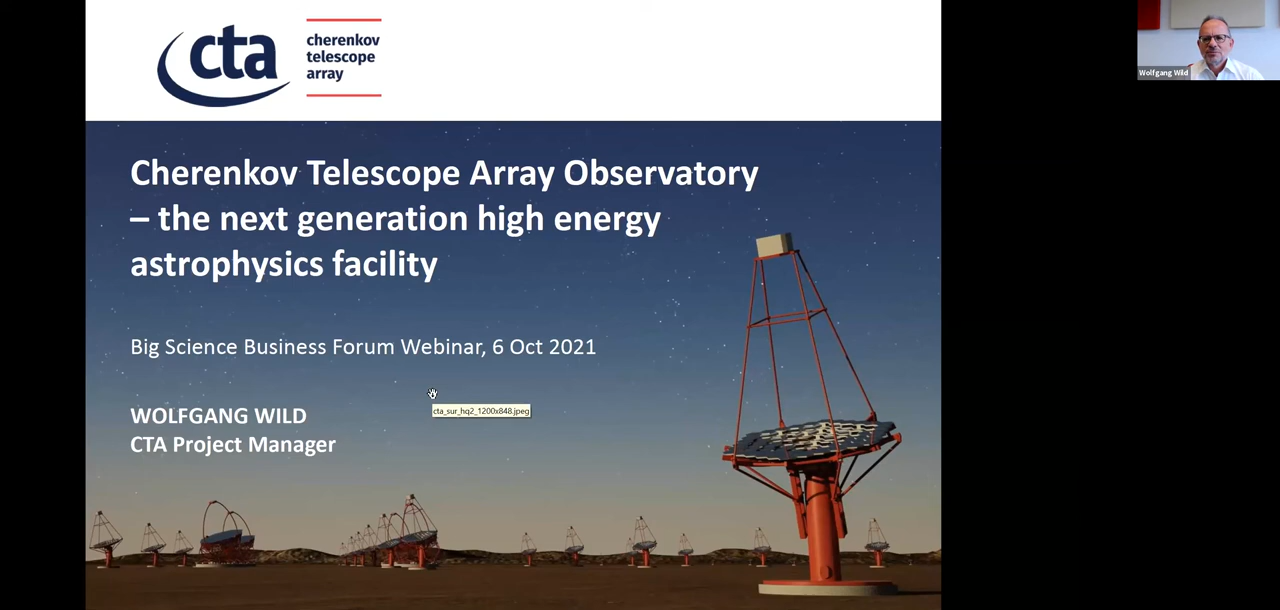 cta
cherenkov
telescope
array
Wolfgang Wild
Cherenkov Telescope Array Observatory
– the next generation high energy
astrophysics facility
Big Science Business Forum Webinar, 6 Oct 2021
cta_sur_hq2_1200x848.jpeg
WOLFGANG WILD
CTA Project Manager